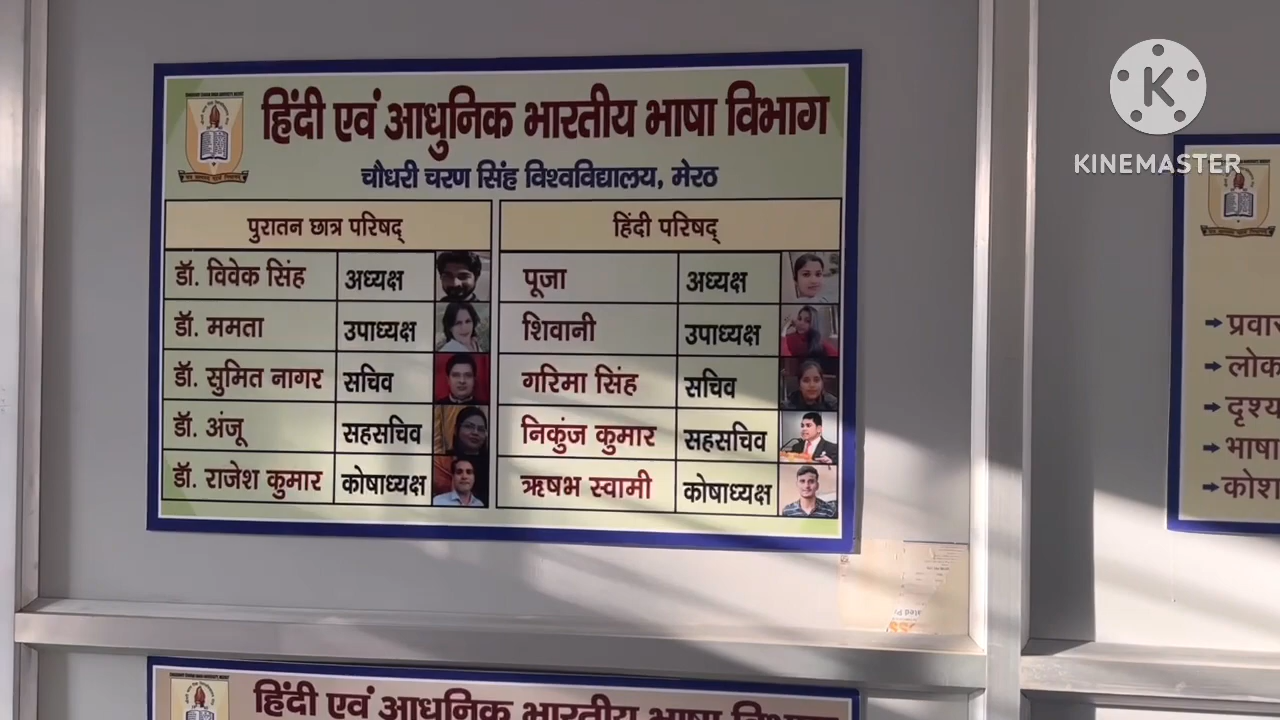 हिंदी एवं आधुनिक भारतीय भाषा विभाग
चौधरी चरण सिंह विश्वविद्यालय, मेरठ
पुरातन छात्र परिषद्
डॉ. विवेक सिंह अध्यक्ष
डॉ. ममता उपाध्यक्ष
डॉ. सुमित नागर सचिव
डॉ. अंजू सहसचिव
डॉ. राजेश कुमार कोषाध्यक्ष
हिंदी परिषद्
पूजा अध्यक्ष
शिवानी उपाध्यक्ष
गरिमा सिंह सचिव
निकुंज कुमार सहसचिव
ऋषभ स्वामी कोषाध्यक्ष
K
KINEMASTER
लोक
भाषा
हिंदी एवं आधुनिक भारतीय भाषा विभाग